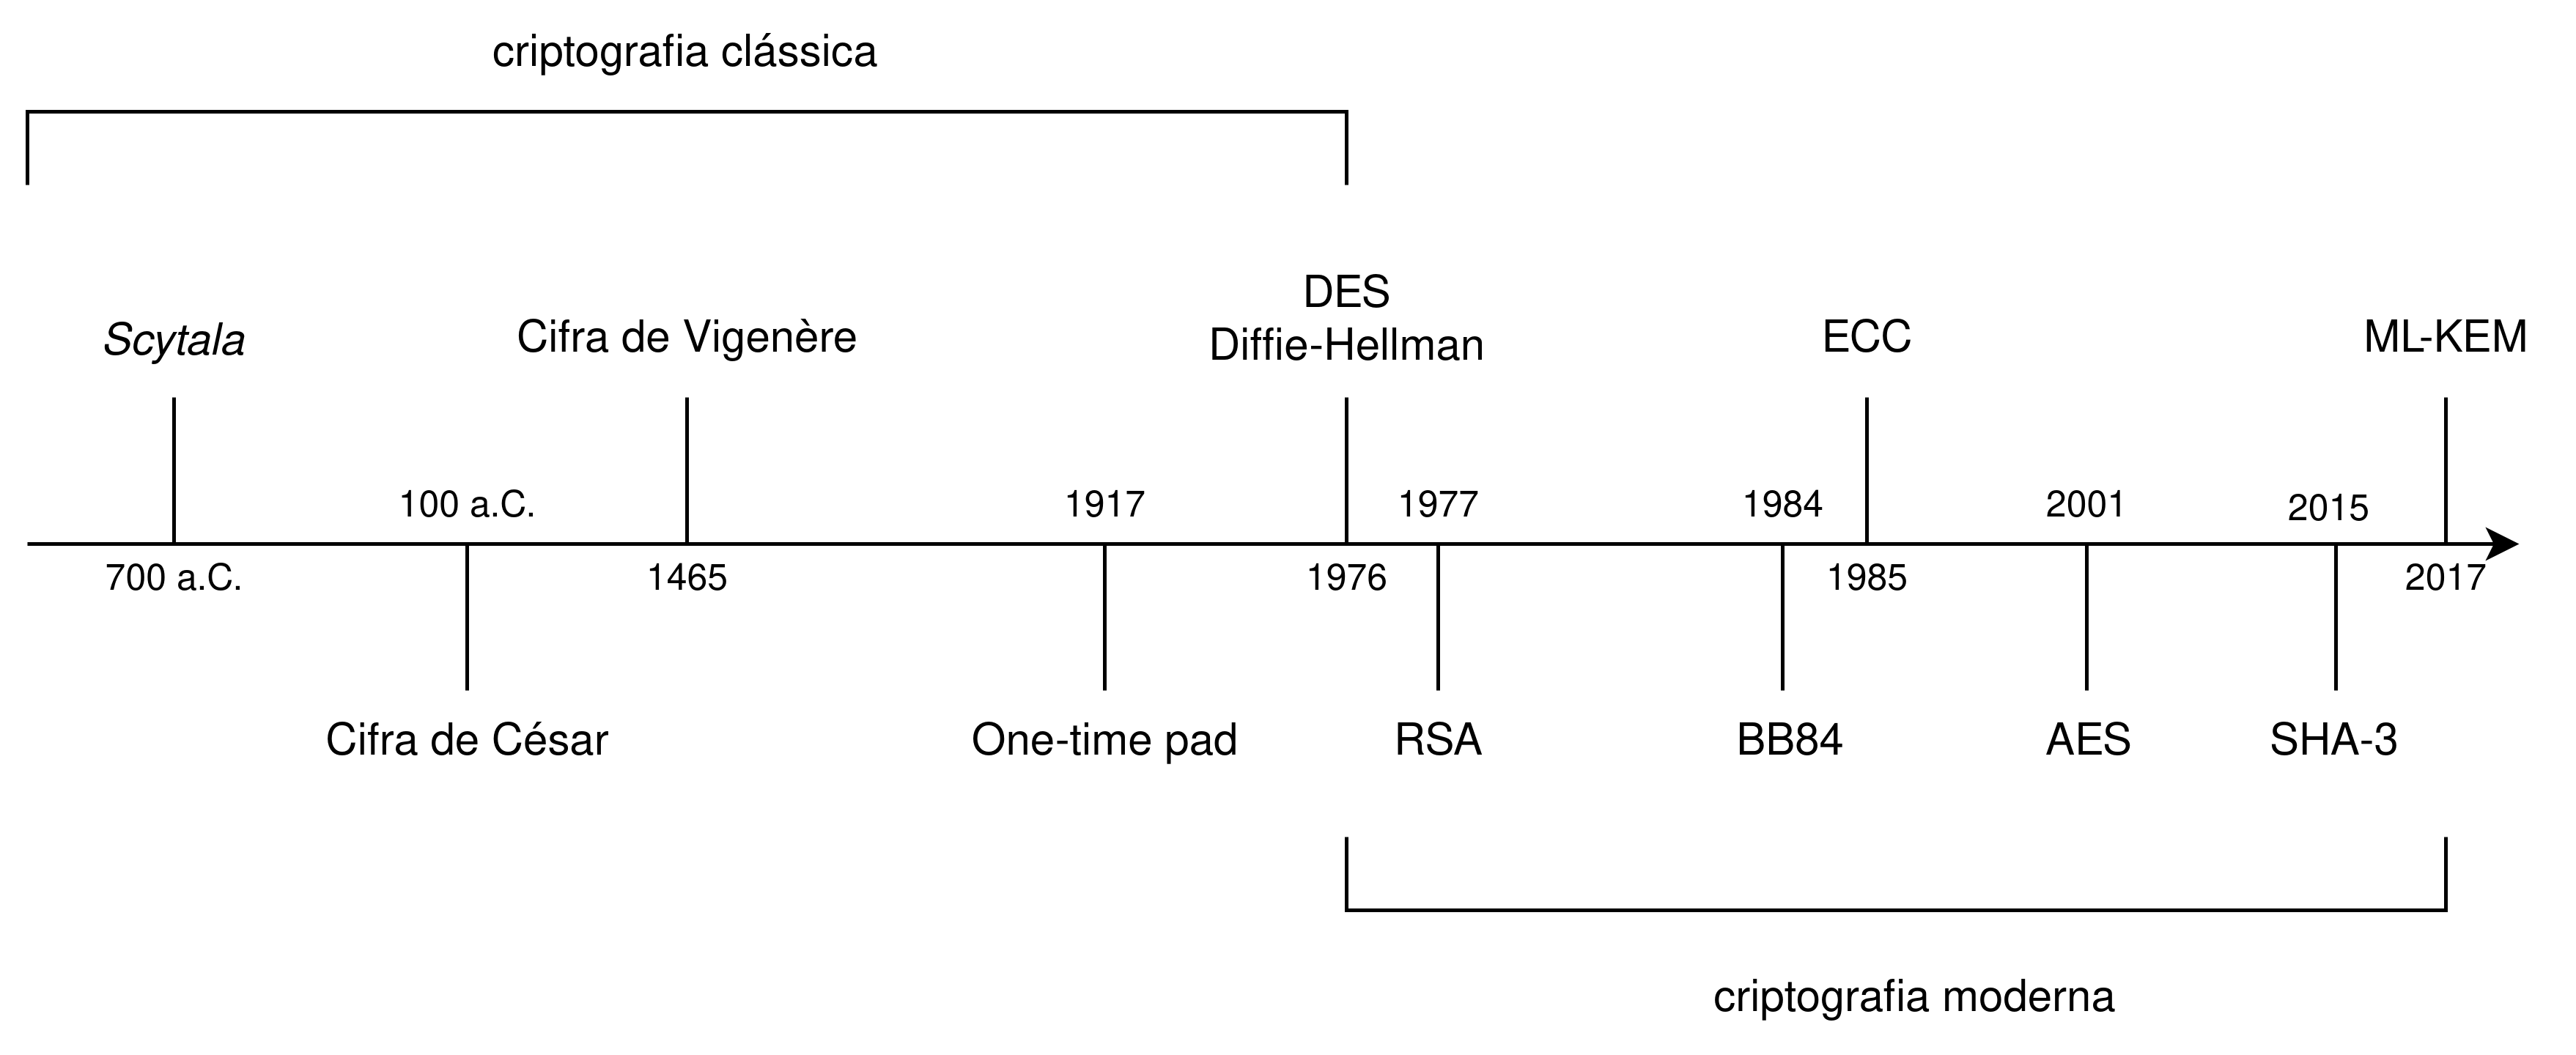 criptografia clássica
DES
Scytala
Cifra de Vigenère
Diffie-Hellman
ECC
ML-KEM
100 a.C.
1917
1977
1984
2001
2015
700 a.C.
1465
1976
1985
2017
Cifra de César
One-time pad
RSA
BB84
AES
SHA-3
criptografia moderna